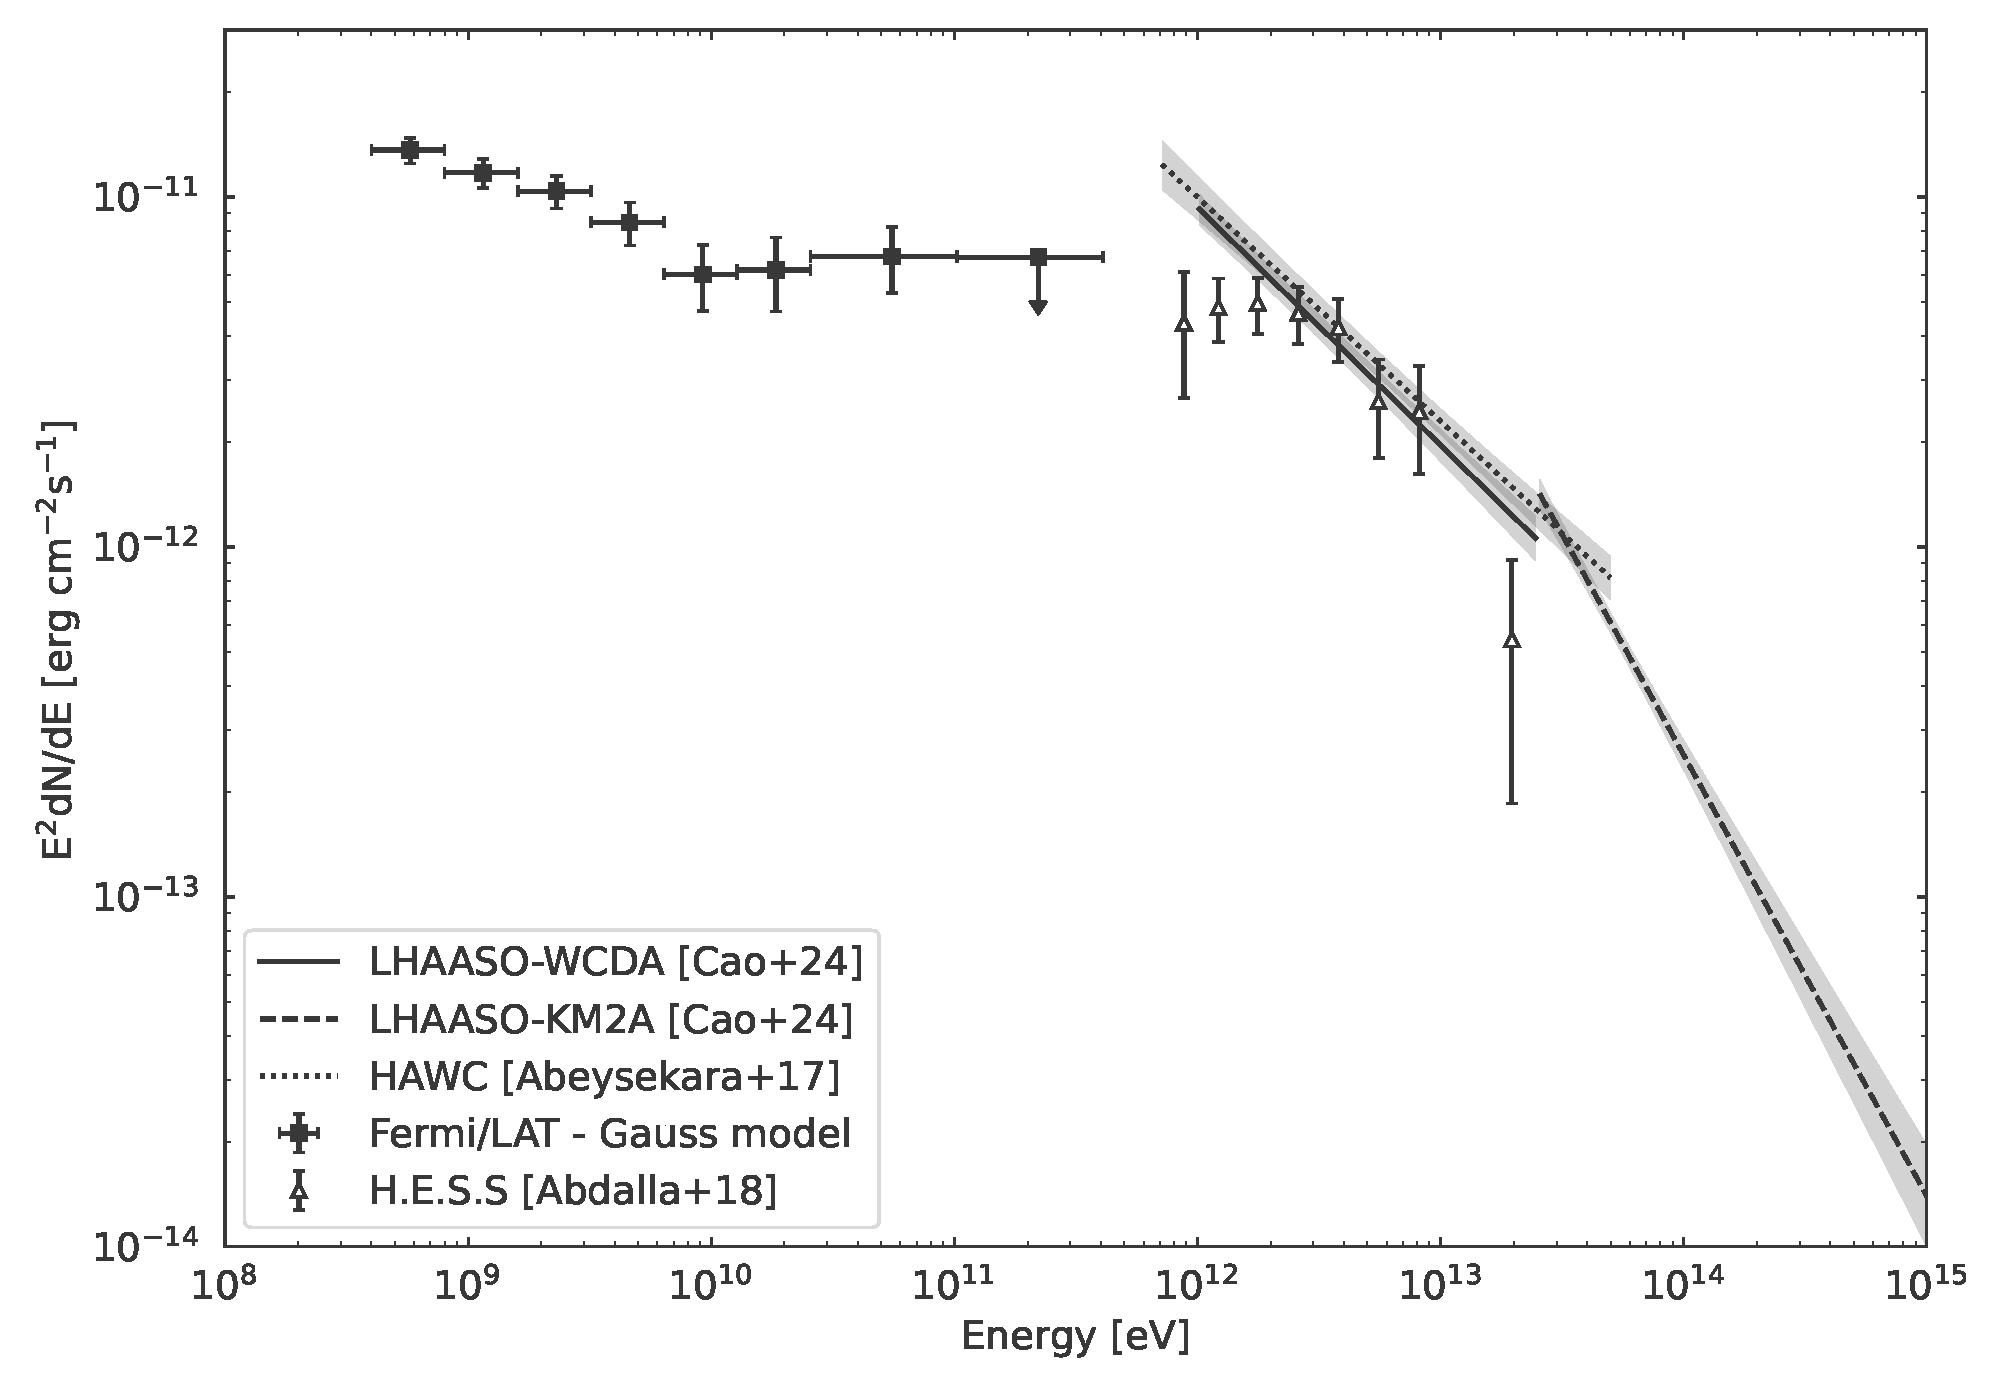 E²dN/dE [erg cm⁻²s⁻¹]
10⁻¹¹
10⁻¹²
10⁻¹³
10⁻¹⁴
LHAASO-WCDA [Cao+24]
LHAASO-KM2A [Cao+24]
HAWC [Abeysekara+17]
Fermi/LAT - Gauss model
H.E.S.S [Abdalla+18]
10⁸ 10⁹ 10¹⁰ 10¹¹ 10¹² 10¹³ 10¹⁴ 10¹⁵
Energy [eV]